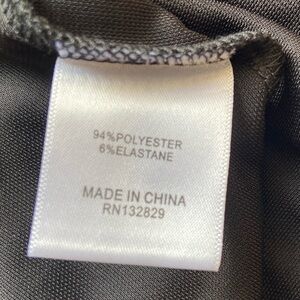 94%POLYESTER
6%ELASTANE
MADE IN CHINA
RN132829